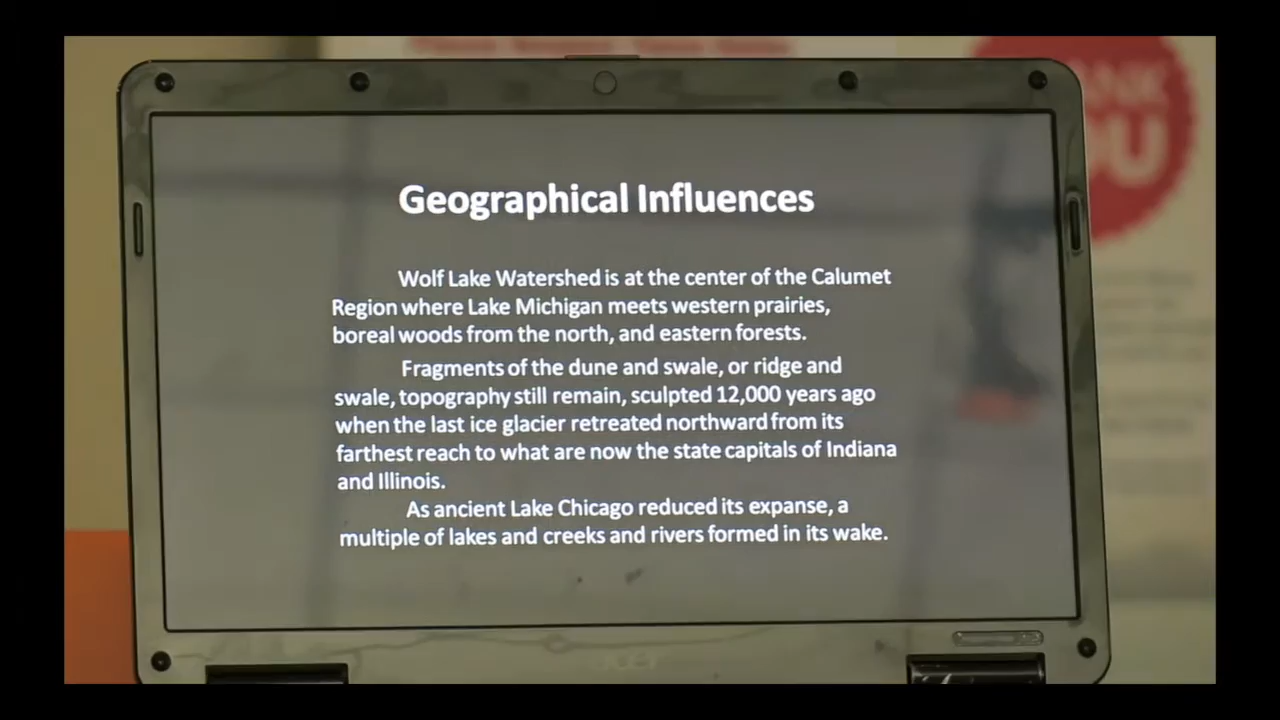 Geographical Influences
Wolf Lake Watershed is at the center of the Calumet
Region where Lake Michigan meets western prairies,
boreal woods from the north, and eastern forests.
Fragments of the dune and swale, or ridge and
swale, topography still remain, sculpted 12,000 years ago
when the last ice glacier retreated northward from its
farthest reach to what are now the state capitals of Indiana
and Illinois.
As ancient Lake Chicago reduced its expanse, a
multiple of lakes and creeks and rivers formed in its wake.